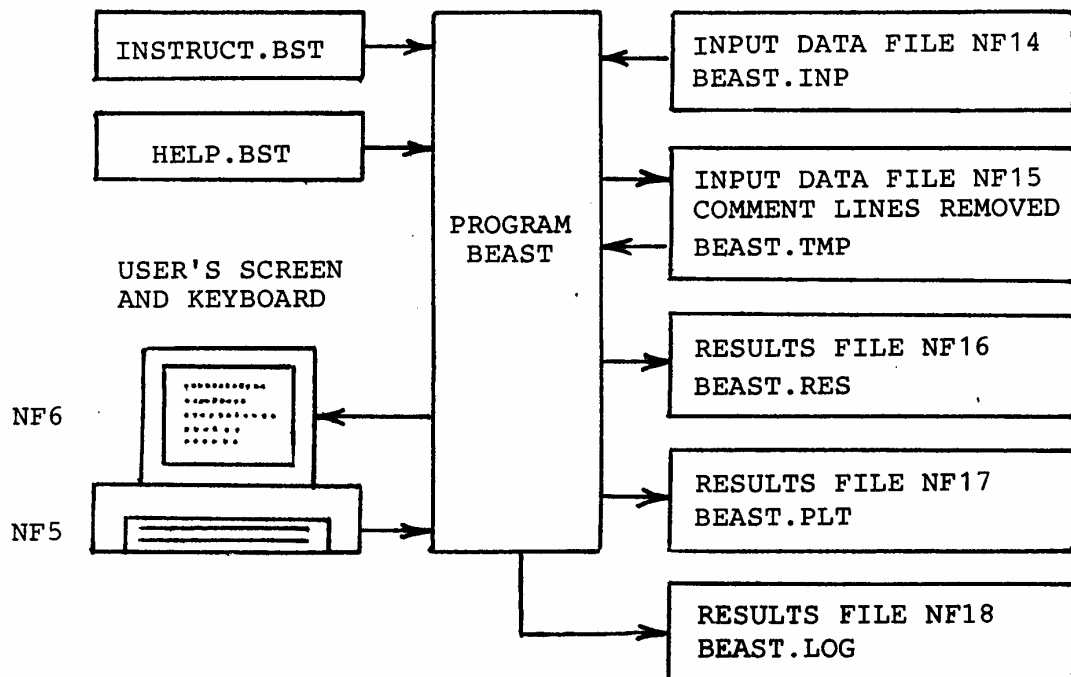 INSTRUCT.BST
HELP.BST
USER'S SCREEN
AND KEYBOARD
NF6
NF5
PROGRAM
BEAST
INPUT DATA FILE NF14
BEAST.INP
INPUT DATA FILE NF15
COMMENT LINES REMOVED
BEAST.TMP
RESULTS FILE NF16
BEAST.RES
RESULTS FILE NF17
BEAST.PLT
RESULTS FILE NF18
BEAST.LOG